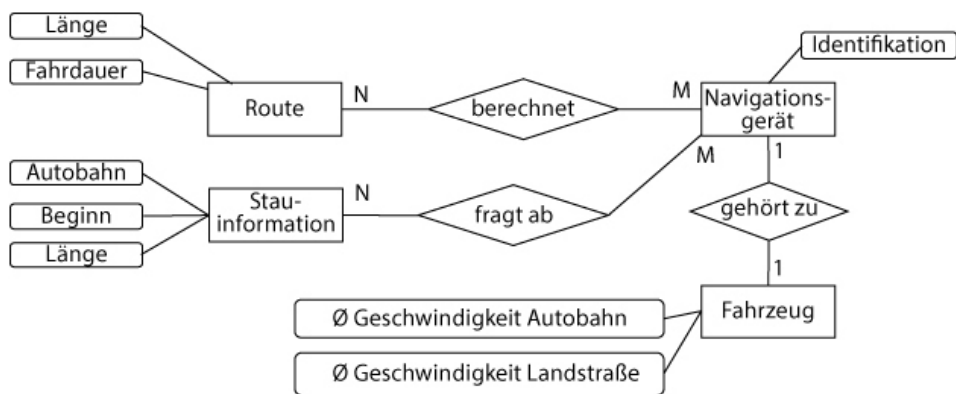 Länge
Fahrdauer
Route
N
berechnet
M
Identifikation
Navigations-
gerät
Autobahn
Beginn
Länge
Stau-
information
N
fragt ab
M
1
gehört zu
1
Fahrzeug
Ø Geschwindigkeit Autobahn
Ø Geschwindigkeit Landstraße